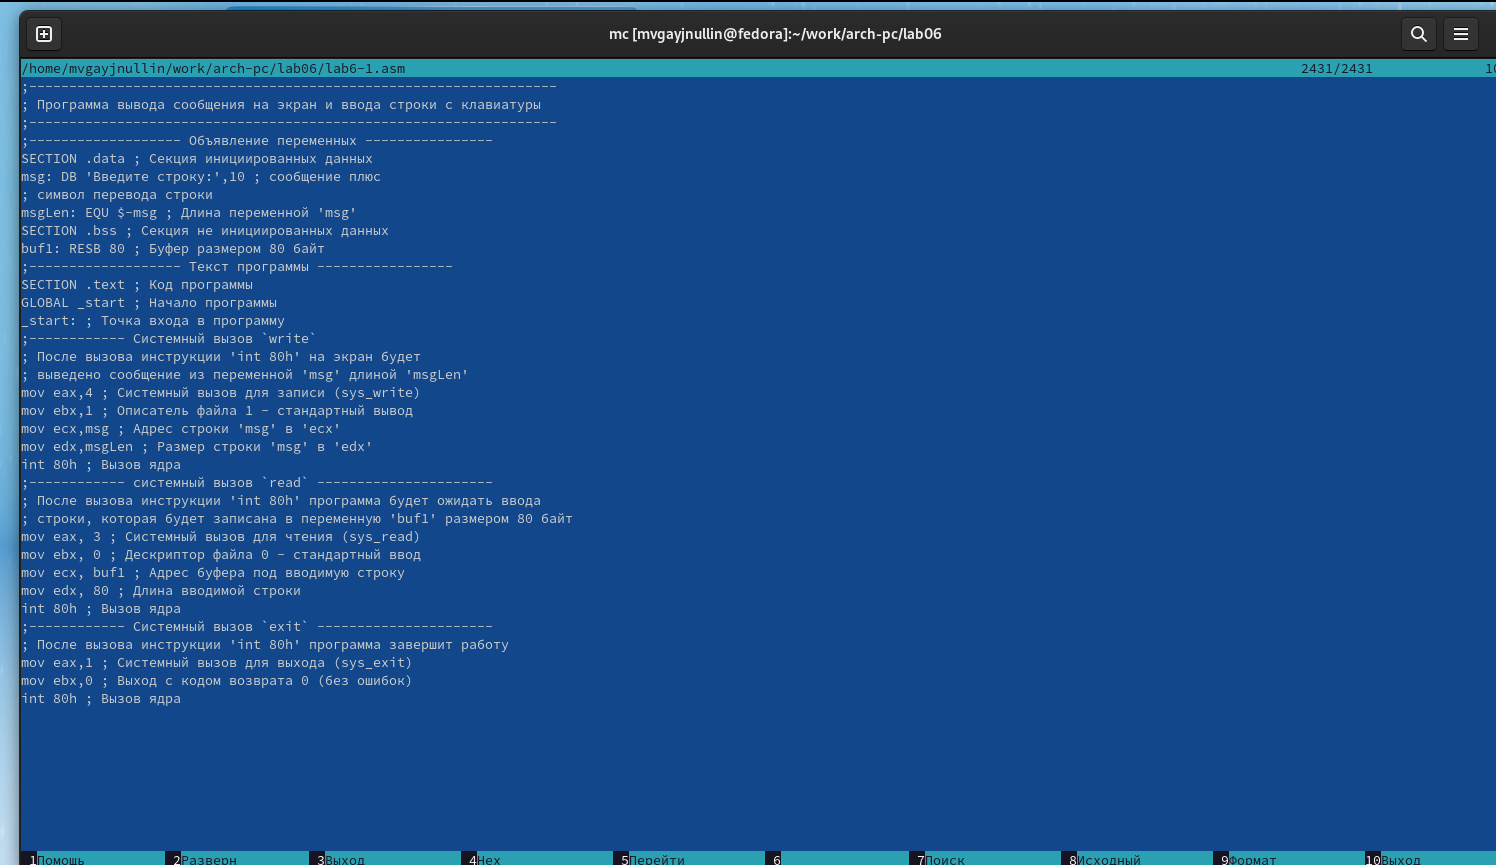 mc [mvgayjnullin@fedora]:~/work/arch-pc/lab06
/home/mvgayjnullin/work/arch-pc/lab06/lab6-1.asm 2431/2431
;------------------------------------------------------------------
; Программа вывода сообщения на экран и ввода строки с клавиатуры
;------------------------------------------------------------------
;------------------- Объявление переменных ----------------
SECTION .data ; Секция инициированных данных
msg: DB 'Введите строку:',10 ; сообщение плюс
; символ перевода строки
msgLen: EQU $-msg ; Длина переменной 'msg'
SECTION .bss ; Секция не инициированных данных
buf1: RESB 80 ; Буфер размером 80 байт
;------------------- Текст программы -----------------
SECTION .text ; Код программы
GLOBAL _start ; Начало программы
_start: ; Точка входа в программу
;------------ Системный вызов `write`
; После вызова инструкции 'int 80h' на экран будет
; выведено сообщение из переменной 'msg' длиной 'msgLen'
mov eax,4 ; Системный вызов для записи (sys_write)
mov ebx,1 ; Описатель файла 1 - стандартный вывод
mov ecx,msg ; Адрес строки 'msg' в 'ecx'
mov edx,msgLen ; Размер строки 'msg' в 'edx'
int 80h ; Вызов ядра
;------------ системный вызов `read` ----------------------
; После вызова инструкции 'int 80h' программа будет ожидать ввода
; строки, которая будет записана в переменную 'buf1' размером 80 байт
mov eax, 3 ; Системный вызов для чтения (sys_read)
mov ebx, 0 ; Дескриптор файла 0 - стандартный ввод
mov ecx, buf1 ; Адрес буфера под вводимую строку
mov edx, 80 ; Длина вводимой строки
int 80h ; Вызов ядра
;------------ Системный вызов `exit` ----------------------
; После вызова инструкции 'int 80h' программа завершит работу
mov eax,1 ; Системный вызов для выхода (sys_exit)
mov ebx,0 ; Выход с кодом возврата 0 (без ошибок)
int 80h ; Вызов ядра
1Помощь 2Разверн 3Выход 4Hex 5Перейти 6 7Поиск 8Исходный 9Формат 10Выход